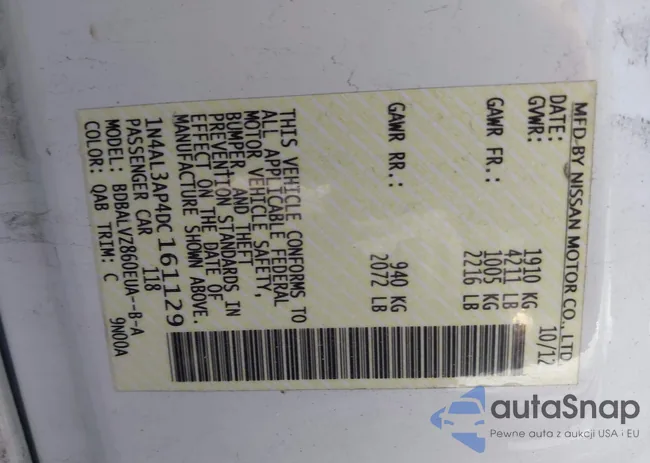 MFD BY NISSAN MOTOR CO., LTD.
DATE: 10/12
GVWR: 1910 KG
4211 LB
GAWR FR.: 1005 KG
2216 LB
GAWR RR.: 940 KG
2072 LB
THIS VEHICLE CONFORMS TO
ALL APPLICABLE FEDERAL
MOTOR VEHICLE SAFETY,
BUMPER, AND THEFT
PREVENTION STANDARDS IN
EFFECT ON THE DATE OF
MANUFACTURE SHOWN ABOVE.
1N4AL3AP4DC161129
PASSENGER CAR 118
MODEL: BDBALVZ86DEUA--B-A
COLOR: QAB TRIM: C 9N00A
autaSnap
Pewne auta z aukcji USA i EU